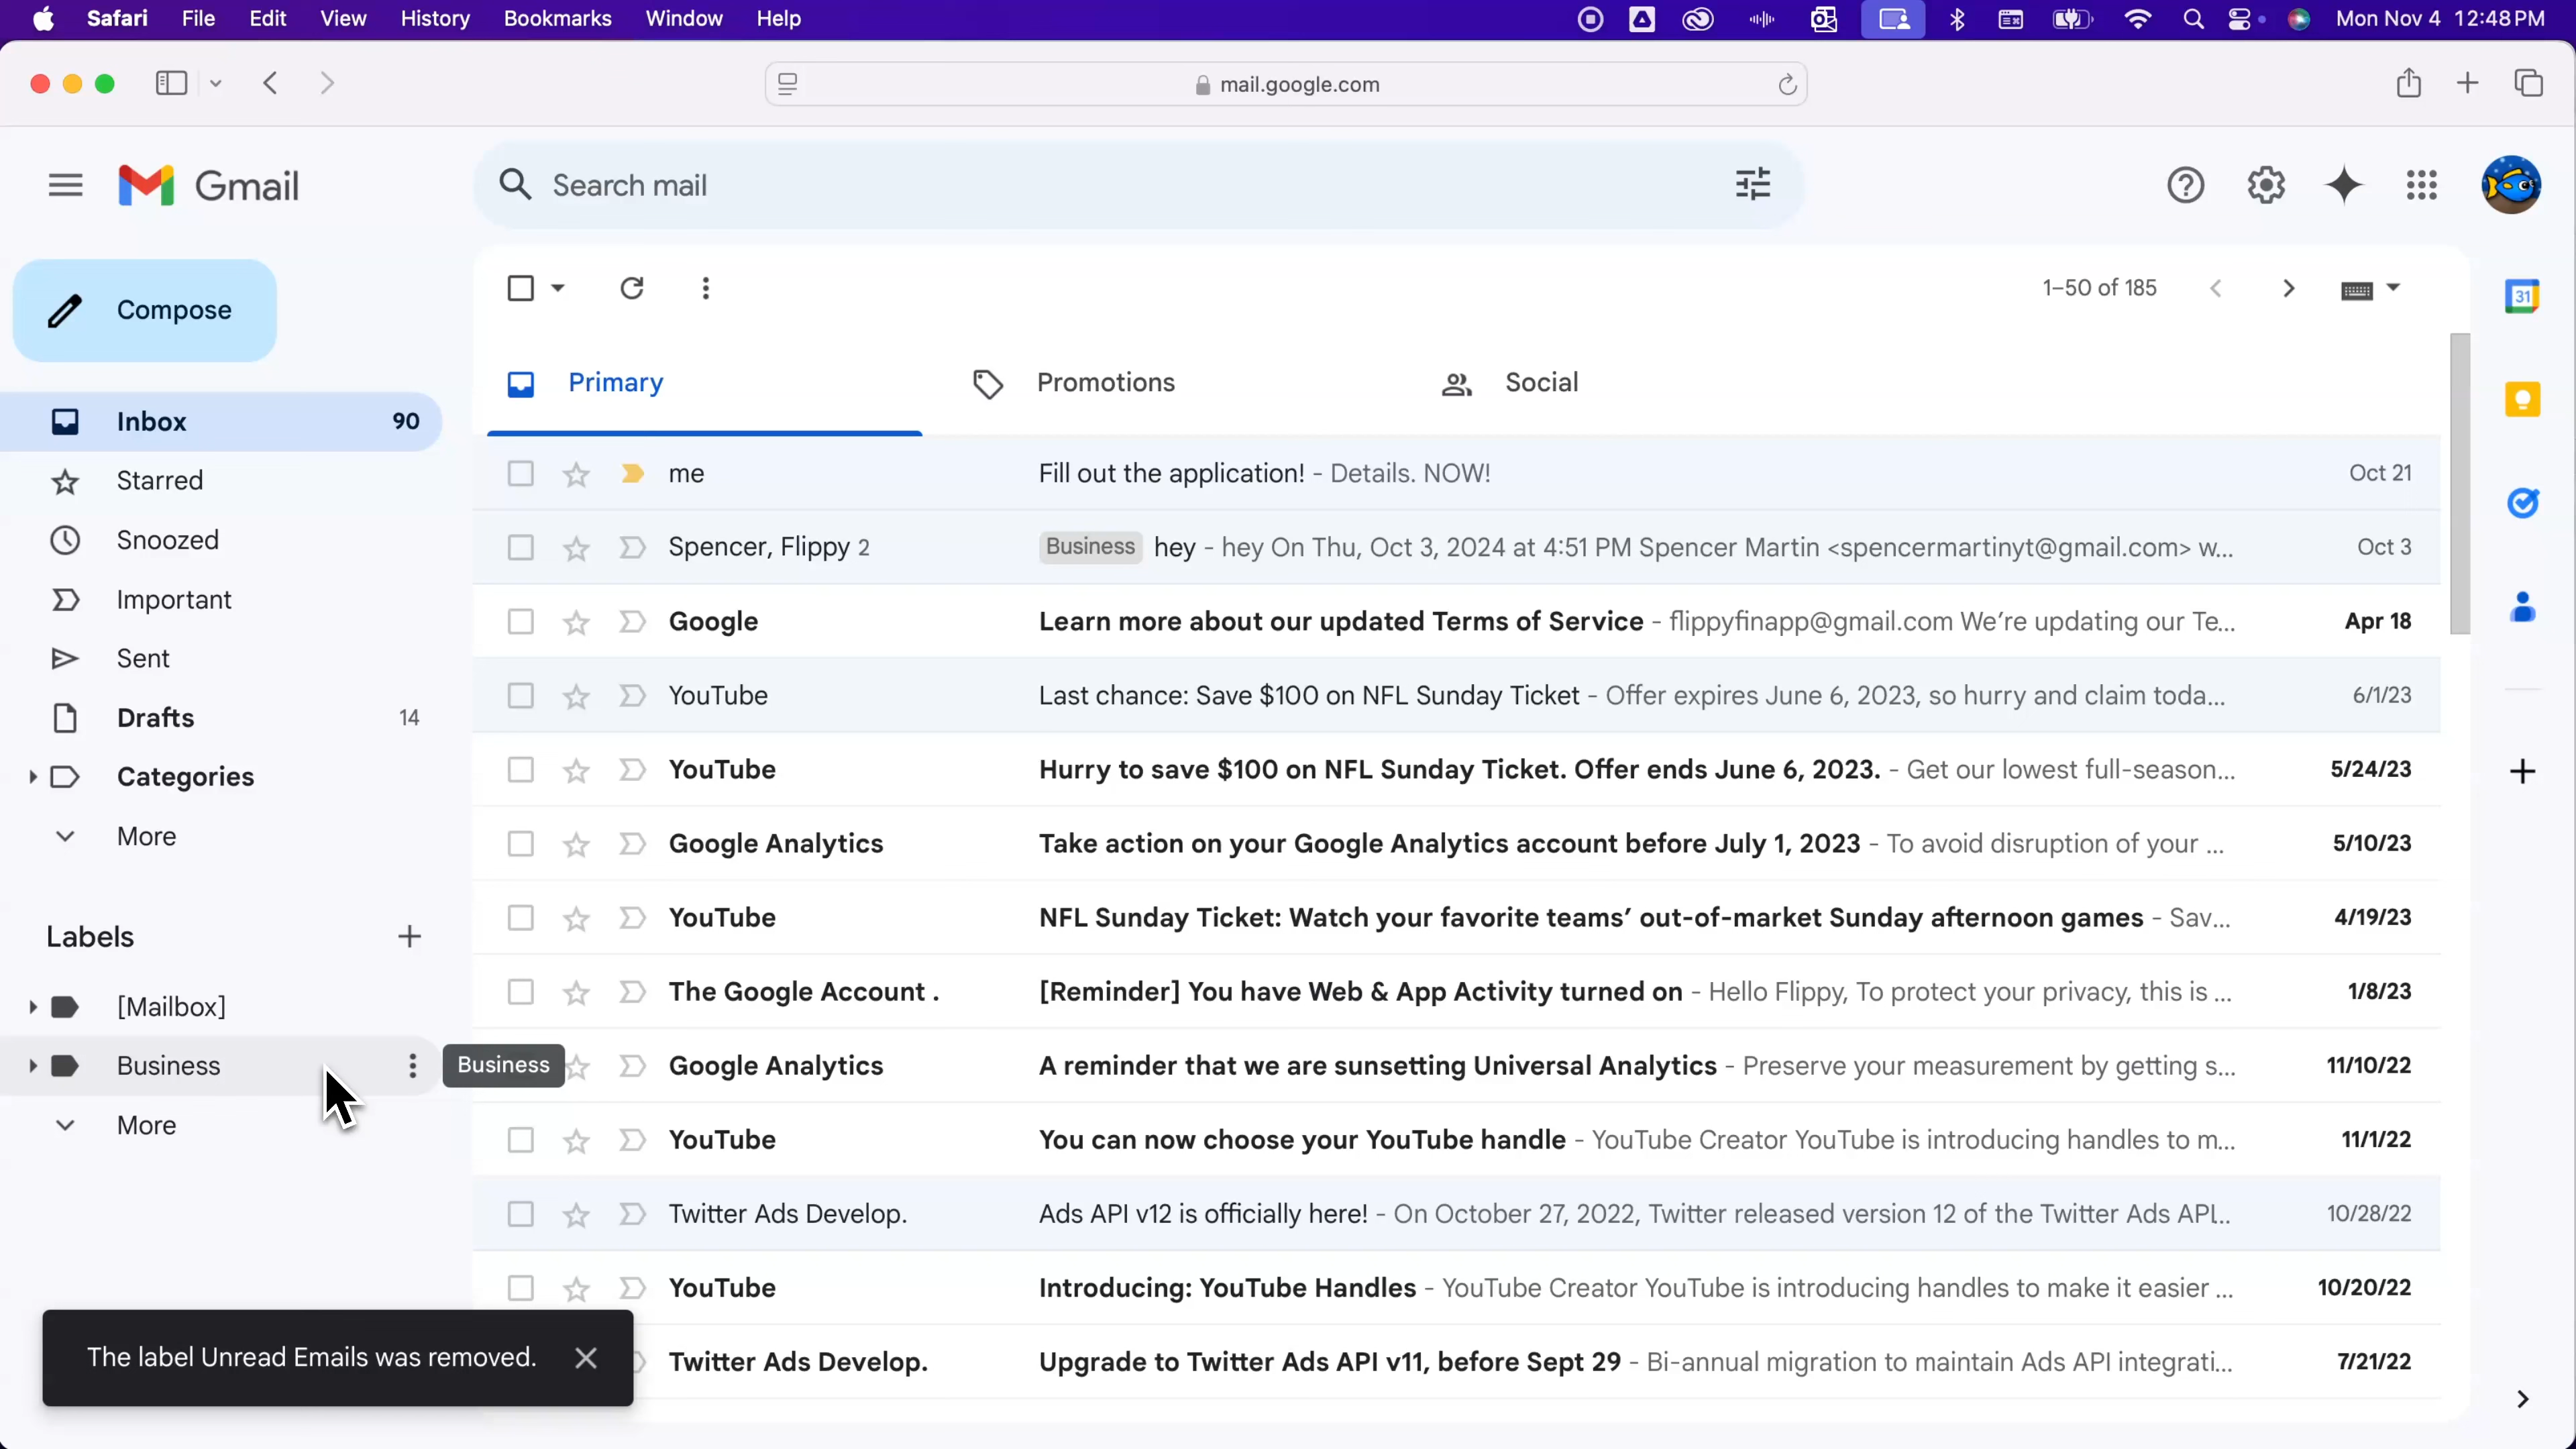 Safari File Edit View History Bookmarks Window Help Mon Nov 4 12:48 PM
mail.google.com
Gmail
Search mail
Compose
1–50 of 185
Primary Promotions Social
Inbox 90
Starred
Snoozed
Important
Sent
Drafts 14
Categories
More
Labels
[Mailbox]
Business
More
Business
me Fill out the application! - Details. NOW! Oct 21
Spencer, Flippy 2 Business hey - hey On Thu, Oct 3, 2024 at 4:51 PM Spencer Martin <spencermartinyt@gmail.com> w... Oct 3
Google Learn more about our updated Terms of Service - flippyfinapp@gmail.com We’re updating our Te... Apr 18
YouTube Last chance: Save $100 on NFL Sunday Ticket - Offer expires June 6, 2023, so hurry and claim toda... 6/1/23
YouTube Hurry to save $100 on NFL Sunday Ticket. Offer ends June 6, 2023. - Get our lowest full-season... 5/24/23
Google Analytics Take action on your Google Analytics account before July 1, 2023 - To avoid disruption of your ... 5/10/23
YouTube NFL Sunday Ticket: Watch your favorite teams’ out-of-market Sunday afternoon games - Sav... 4/19/23
The Google Account . [Reminder] You have Web & App Activity turned on - Hello Flippy, To protect your privacy, this is ... 1/8/23
Google Analytics A reminder that we are sunsetting Universal Analytics - Preserve your measurement by getting s... 11/10/22
YouTube You can now choose your YouTube handle - YouTube Creator YouTube is introducing handles to m... 11/1/22
Twitter Ads Develop. Ads API v12 is officially here! - On October 27, 2022, Twitter released version 12 of the Twitter Ads API... 10/28/22
YouTube Introducing: YouTube Handles - YouTube Creator YouTube is introducing handles to make it easier ... 10/20/22
Twitter Ads Develop. Upgrade to Twitter Ads API v11, before Sept 29 - Bi-annual migration to maintain Ads API integrati... 7/21/22
The label Unread Emails was removed.
31